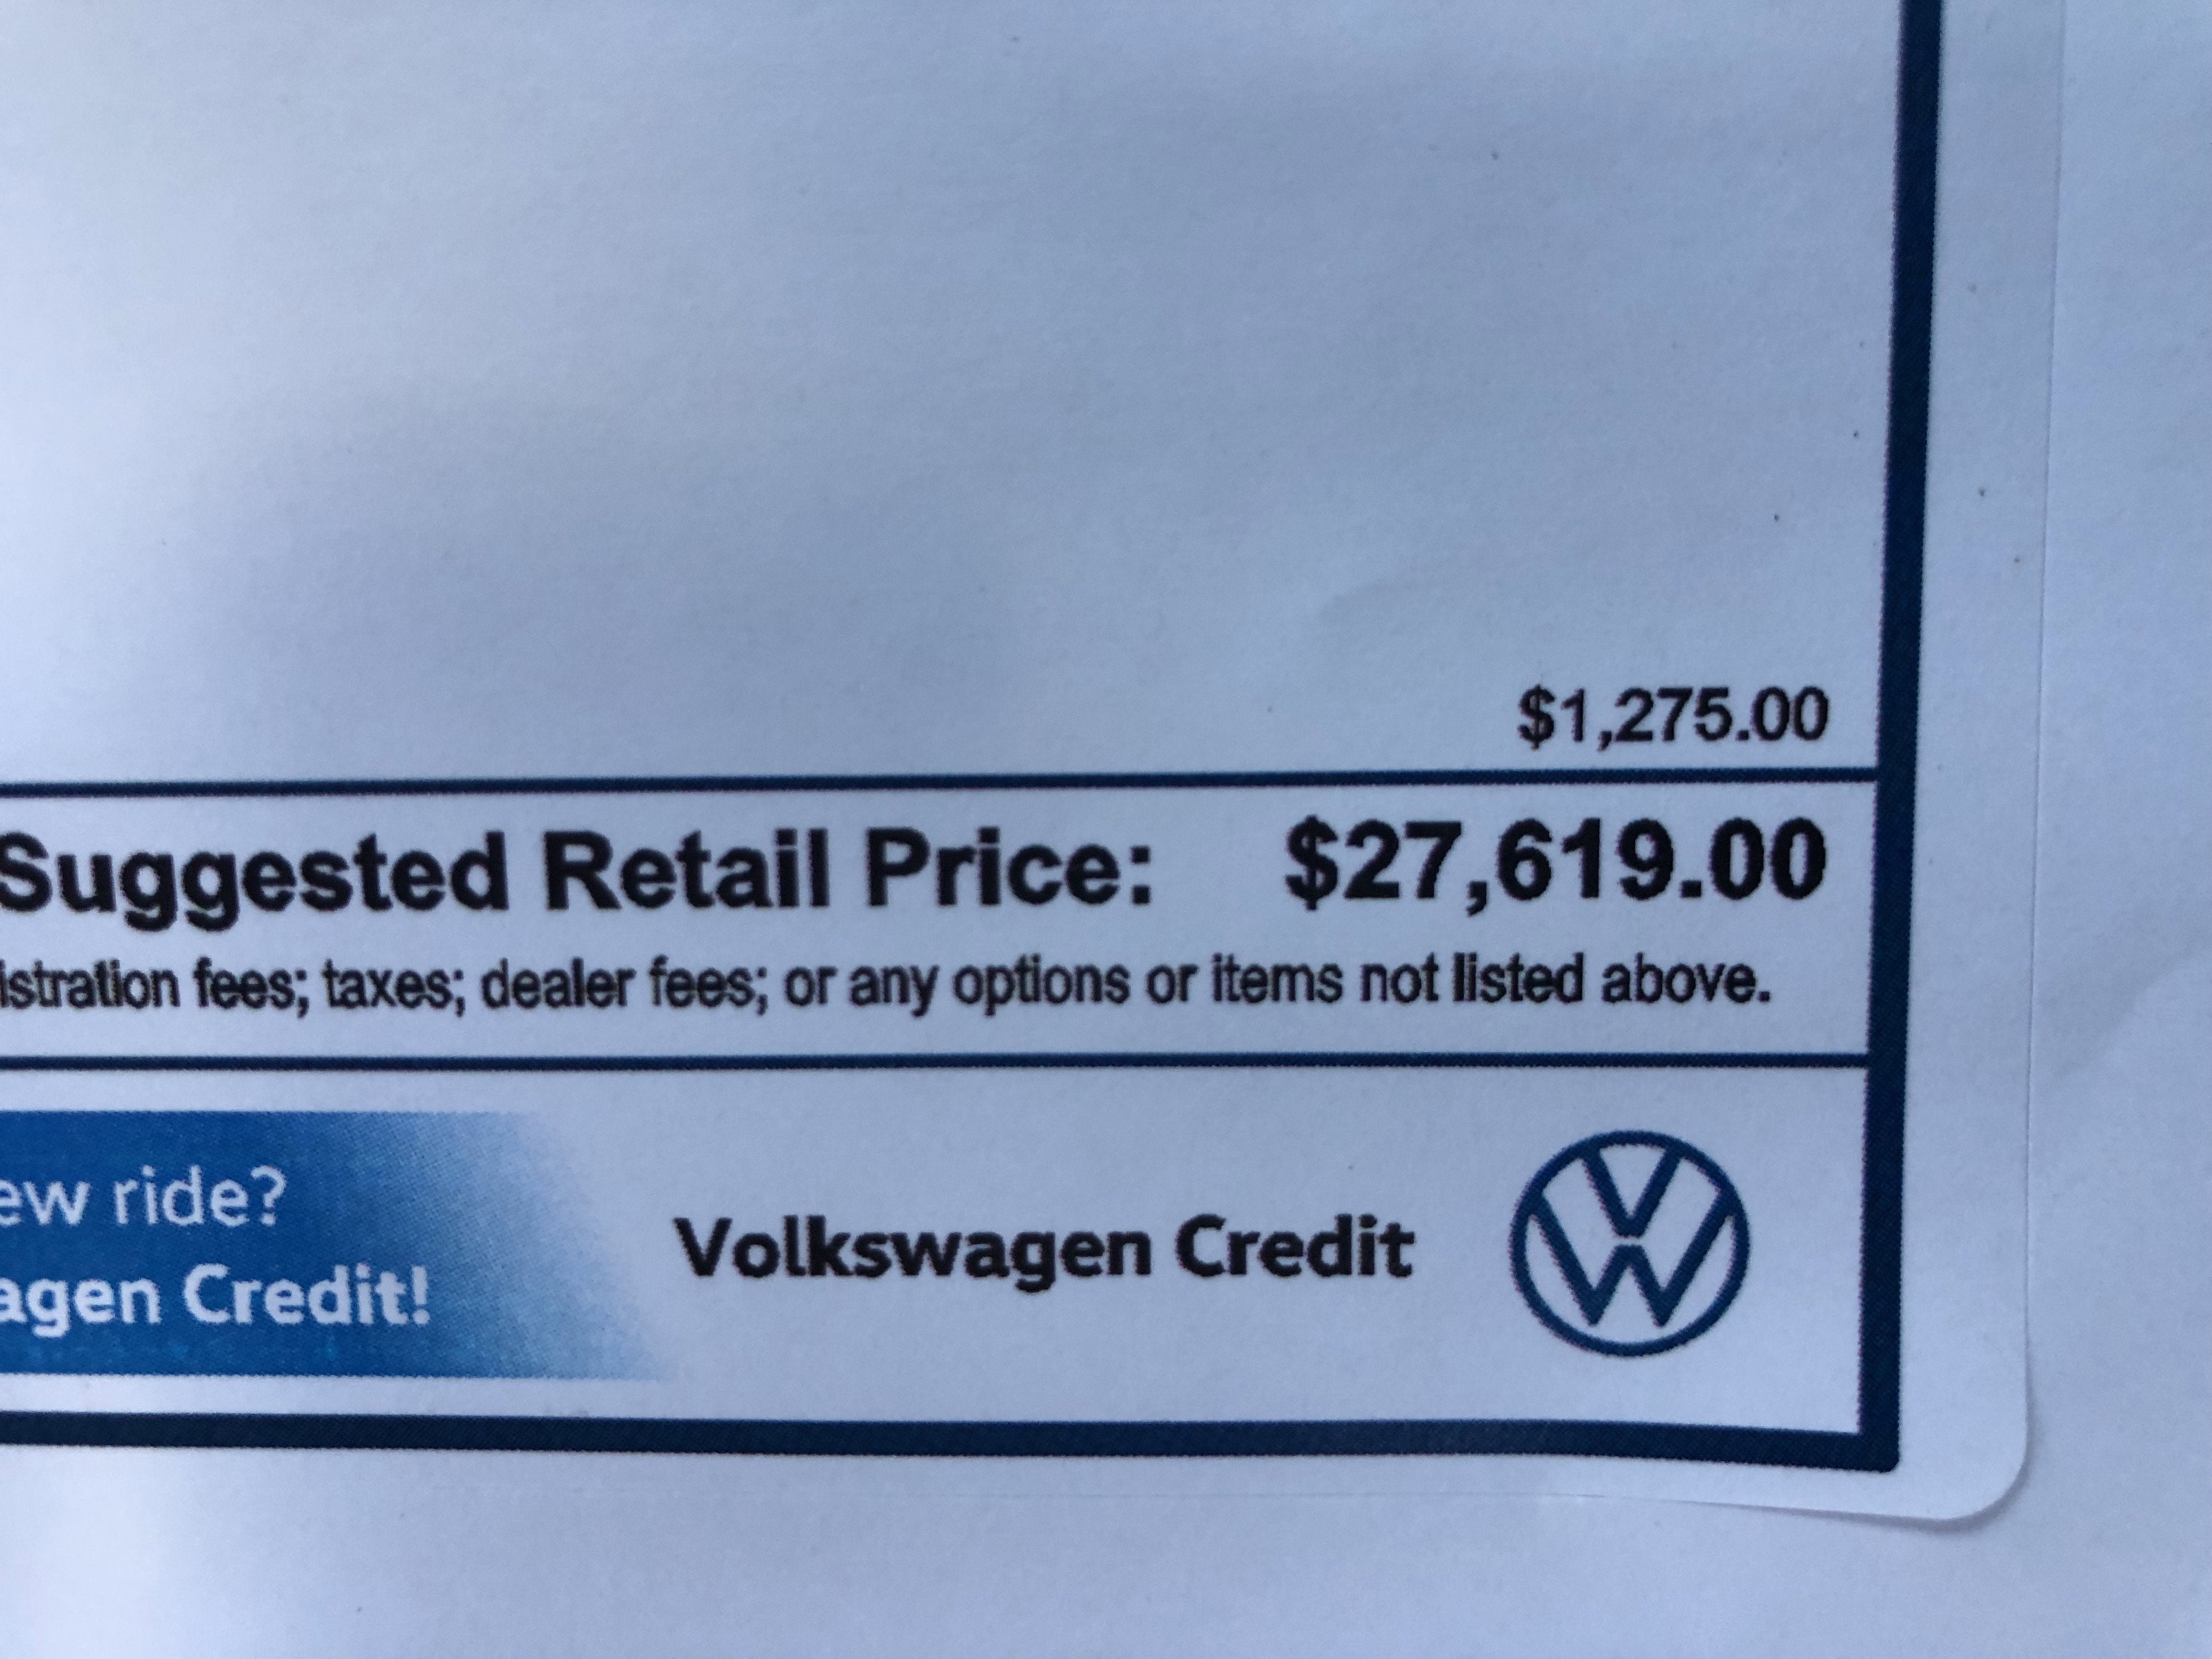 $1,275.00
Suggested Retail Price: $27,619.00
istration fees; taxes; dealer fees; or any options or items not listed above.
ew ride?
agen Credit!
Volkswagen Credit